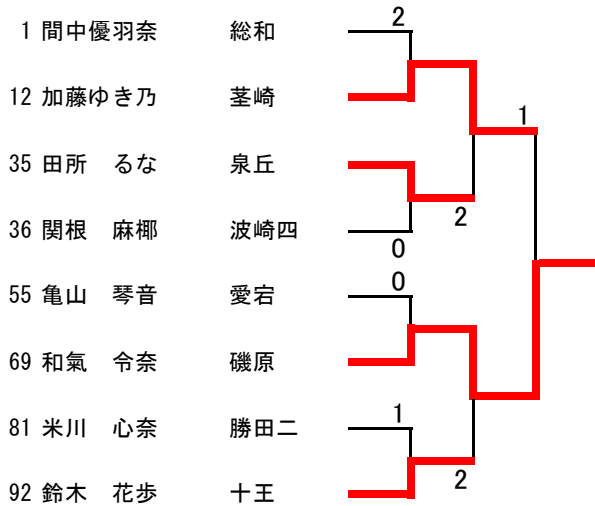 1 間中優羽奈 総和 2
12 加藤ゆき乃 茎崎 1
35 田所 るな 泉丘
2
36 関根 麻椰 波崎四 0
55 亀山 琴音 愛宕 0
69 和氣 令奈 磯原
81 米川 心奈 勝田二 1
2
92 鈴木 花歩 十王